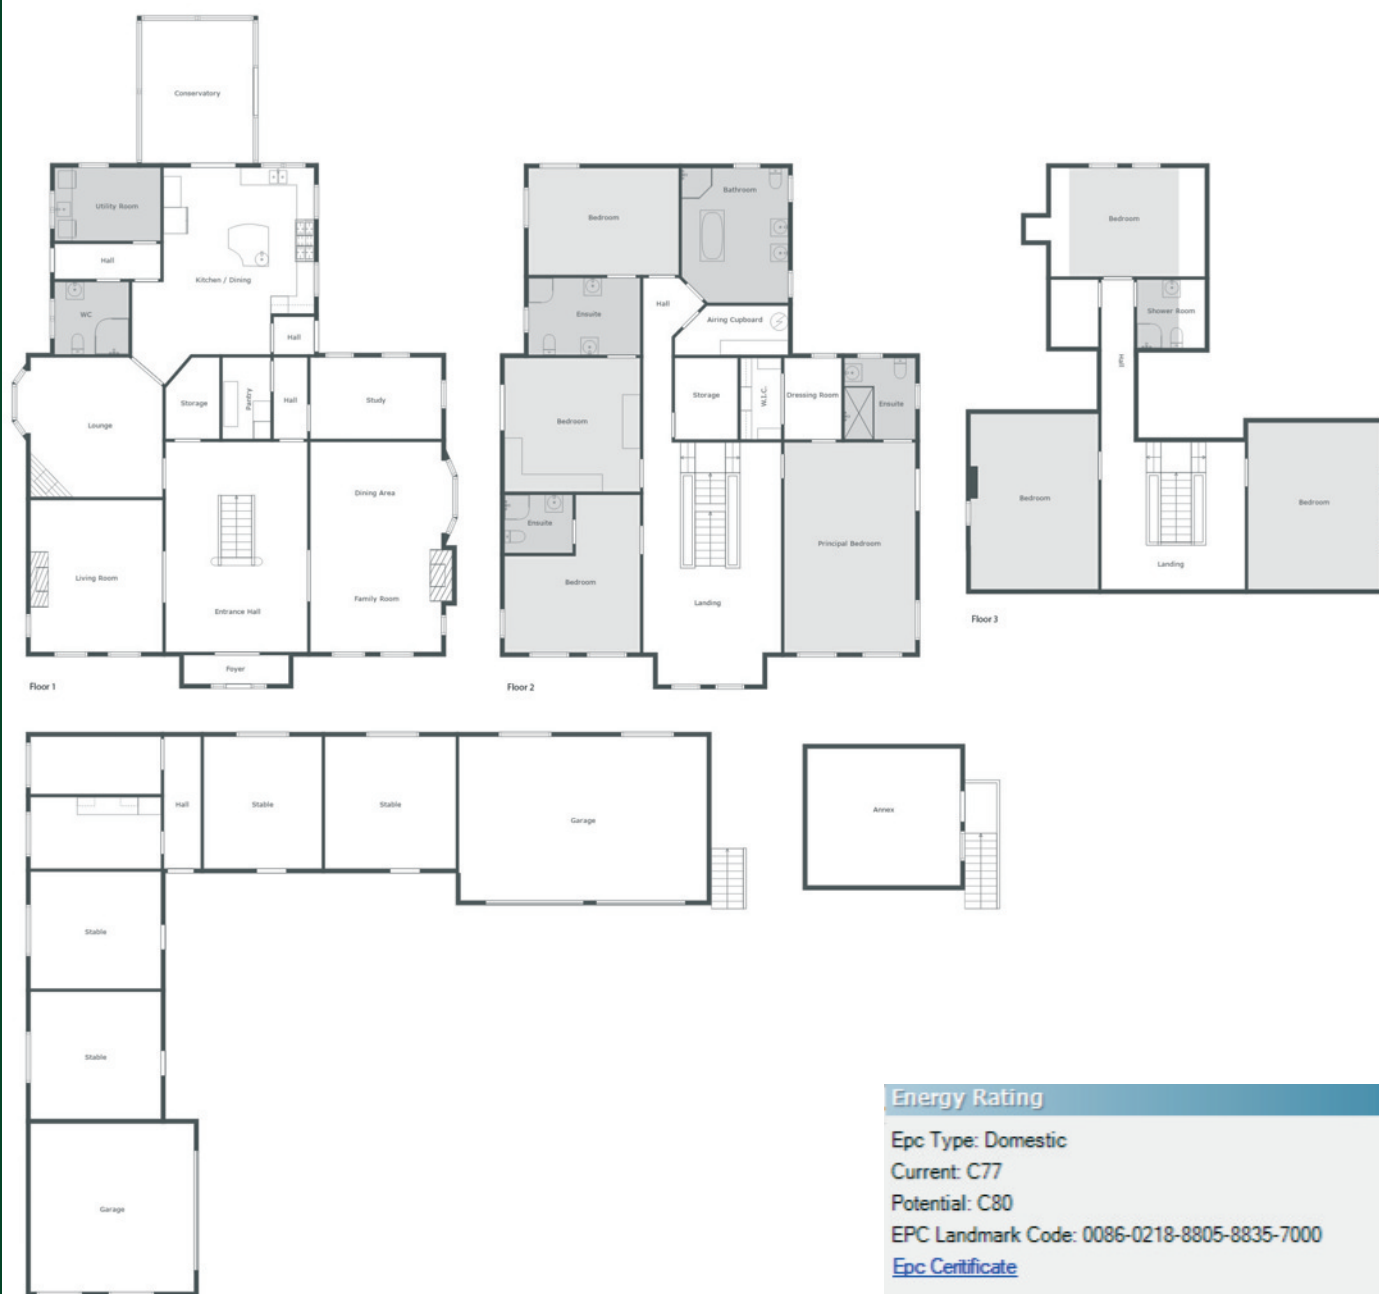 Conservatory
Utility Room
Hall
Kitchen / Dining
WC
Hall
Storage
Pantry
Hall
Study
Lounge
Dining Area
Living Room
Entrance Hall
Family Room
Foyer
Floor 1
Bedroom
Bathroom
Hall
Ensuite
Airing Cupboard
Storage
W.I.C.
Dressing Room
Ensuite
Bedroom
Ensuite
Bedroom
Principal Bedroom
Landing
Floor 2
Bedroom
Shower Room
Hall
Bedroom
Bedroom
Landing
Floor 3
Hall
Stable
Stable
Garage
Annex
Stable
Stable
Garage
Energy Rating
Epc Type: Domestic
Current: C77
Potential: C80
EPC Landmark Code: 0086-0218-8805-8835-7000
Epc Ceritificate